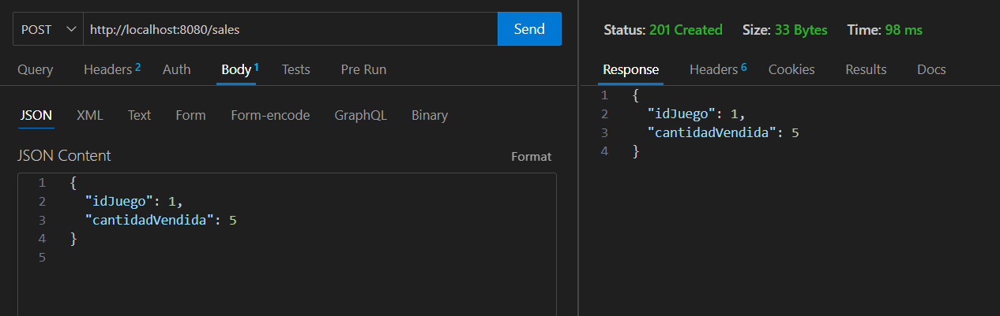 POST http://localhost:8080/sales Send
Query Headers 2 Auth Body 1 Tests Pre Run
JSON XML Text Form Form-encode GraphQL Binary
JSON Content Format
1 {
2 "idJuego": 1,
3 "cantidadVendida": 5
4 }
5
Status: 201 Created Size: 33 Bytes Time: 98 ms
Response Headers 6 Cookies Results Docs
1 {
2 "idJuego": 1,
3 "cantidadVendida": 5
4 }